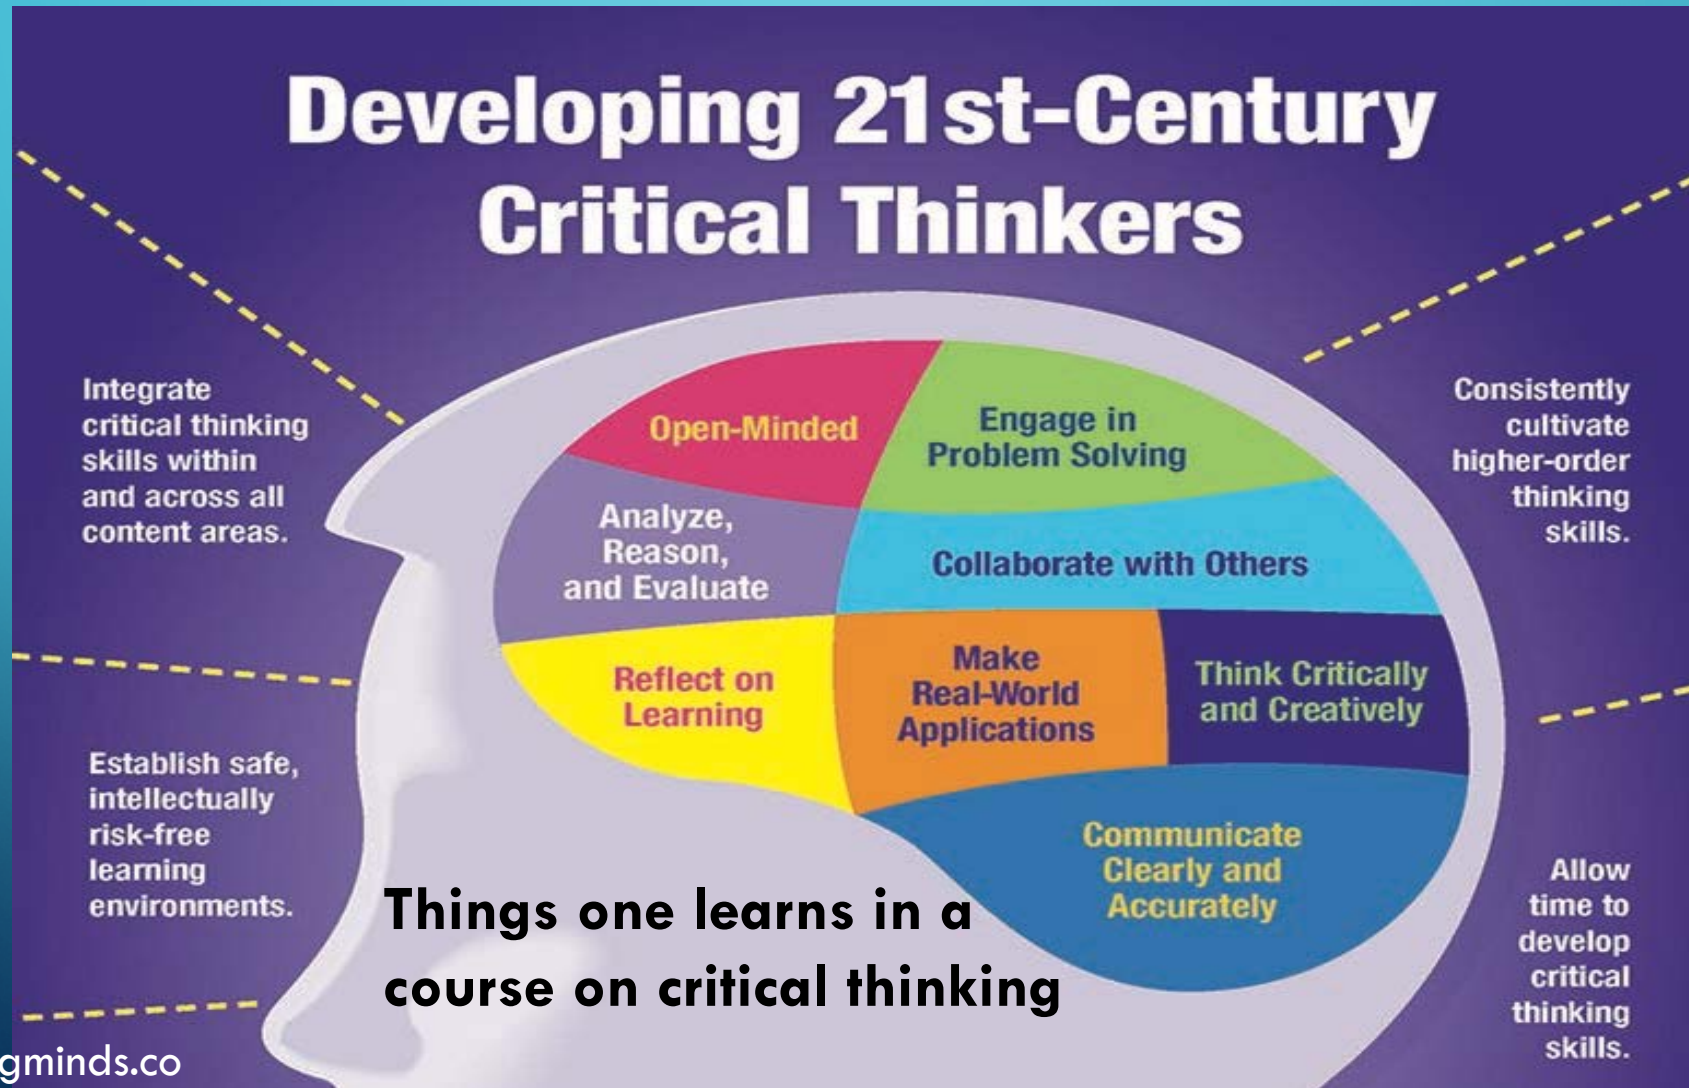 Developing 21st-Century
Critical Thinkers
Integrate
critical thinking
skills within
and across all
content areas.
Consistently
cultivate
higher-order
thinking
skills.
Open-Minded
Engage in
Problem Solving
Analyze,
Reason,
and Evaluate
Collaborate with Others
Reflect on
Learning
Make
Real-World
Applications
Think Critically
and Creatively
Communicate
Clearly and
Accurately
Establish safe,
intellectually
risk-free
learning
environments.
Allow
time to
develop
critical
thinking
skills.
Things one learns in a
course on critical thinking
gminds.co